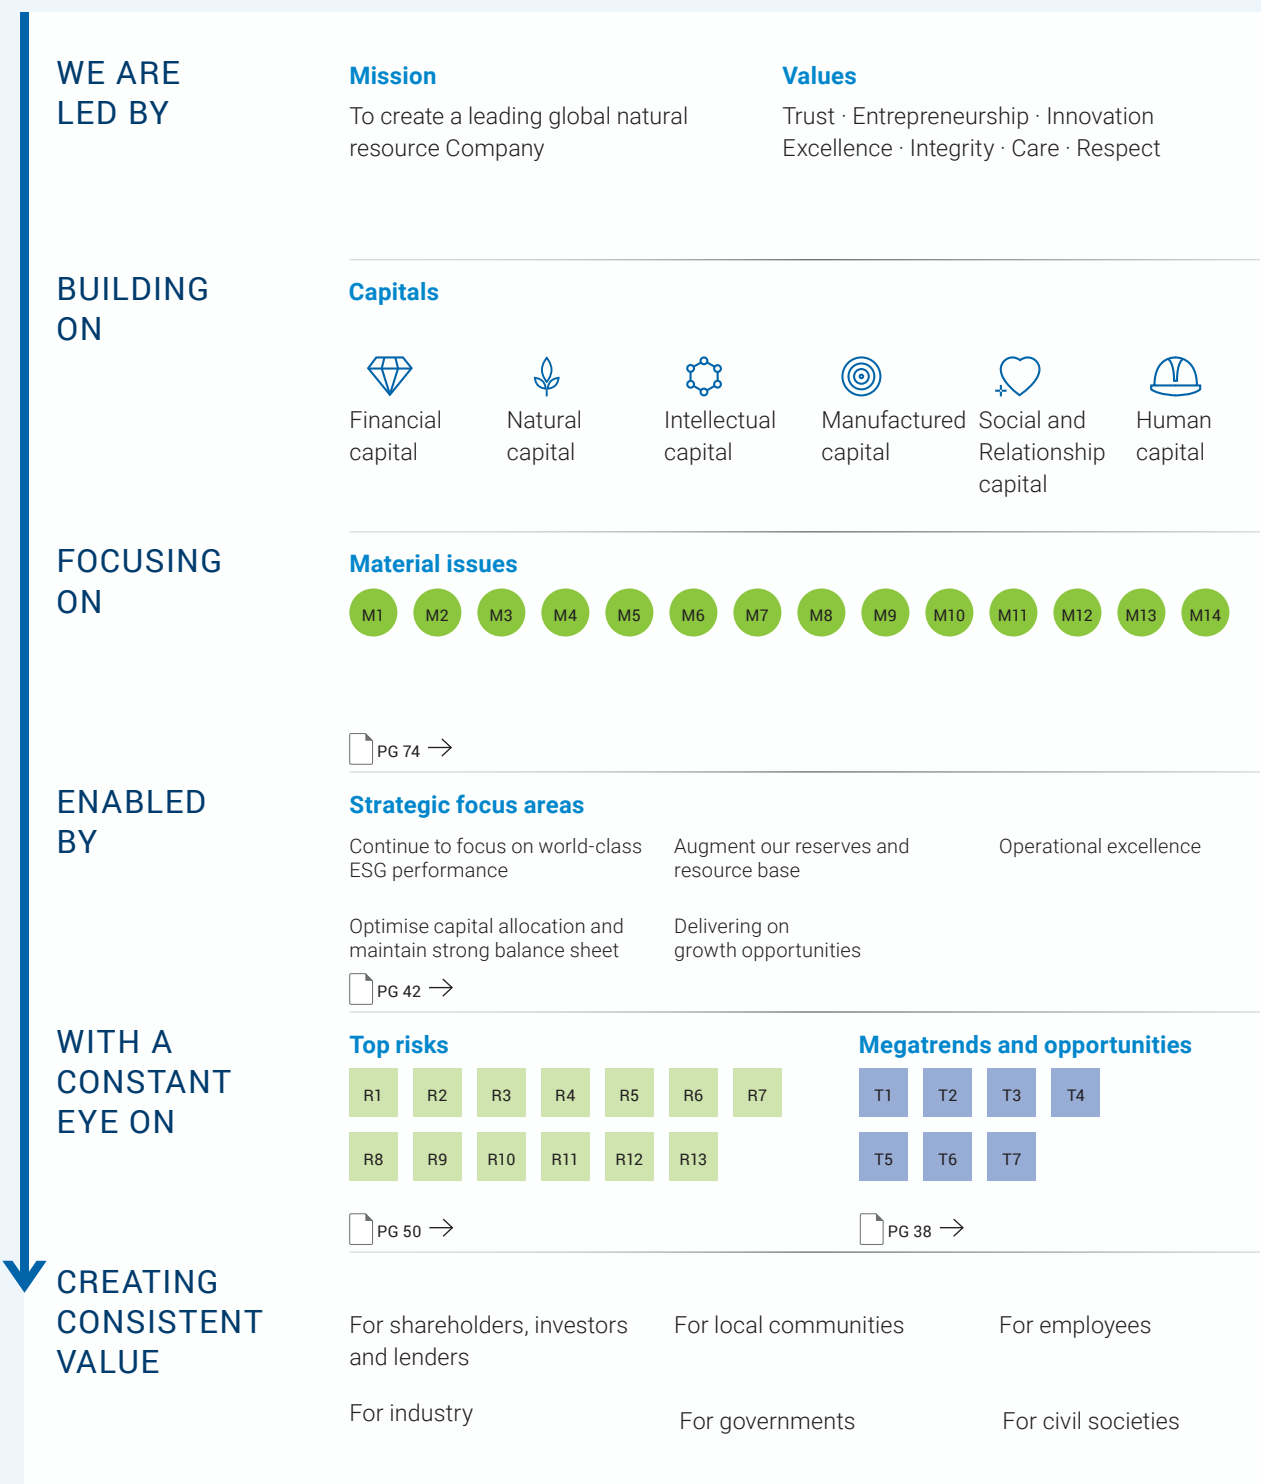 WE ARE
LED BY
Mission
To create a leading global natural
resource Company
Values
Trust · Entrepreneurship · Innovation
Excellence · Integrity · Care · Respect
BUILDING
ON
Capitals
Financial
capital
Natural
capital
Intellectual
capital
Manufactured
capital
Social and
Relationship
capital
Human
capital
FOCUSING
ON
Material issues
M1 M2 M3 M4 M5 M6 M7 M8 M9 M10 M11 M12 M13 M14
PG 74
ENABLED
BY
Strategic focus areas
Continue to focus on world-class
ESG performance
Augment our reserves and
resource base
Operational excellence
Optimise capital allocation and
maintain strong balance sheet
Delivering on
growth opportunities
PG 42
WITH A
CONSTANT
EYE ON
Top risks
R1 R2 R3 R4 R5 R6 R7
R8 R9 R10 R11 R12 R13
PG 50
Megatrends and opportunities
T1 T2 T3 T4
T5 T6 T7
PG 38
CREATING
CONSISTENT
VALUE
For shareholders, investors
and lenders
For local communities
For employees
For industry
For governments
For civil societies